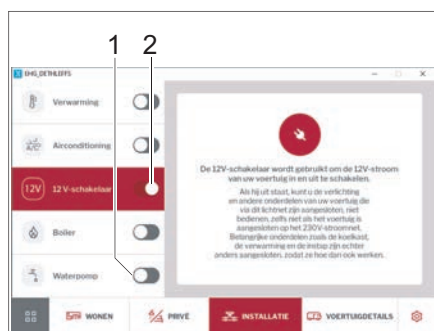 1 2
EHG_DETHLEFFS
Verwarming
Airconditioning
12V 12 V-schakelaar
Boiler
Waterpomp
De 12V-schakelaar wordt gebruikt om de 12V-stroom
van uw voertuig in en uit te schakelen.
Als hij uit staat, kunt u de verlichting
en andere onderdelen van uw voertuig die
via dit lichtnet zijn aangesloten, niet
bedienen, zelfs niet als het voertuig is
aangesloten op het 230V-stroomnet.
Belangrijke onderdelen zoals de koelkast,
de verwarming en de instap zijn echter
anders aangesloten, zodat ze hoe dan ook werken.
WONEN PRIVÉ INSTALLATIE VOERTUIGDETAILS